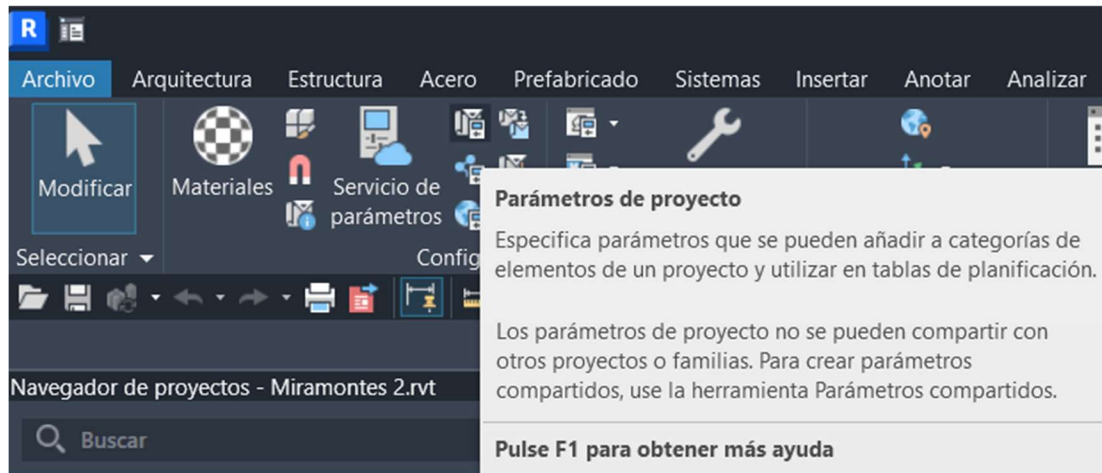 R
Archivo Arquitectura Estructura Acero Prefabricado Sistemas Insertar Anotar Analizar
Modificar
Materiales
Servicio de
parámetros
Seleccionar
Config
Parámetros de proyecto
Especifica parámetros que se pueden añadir a categorías de
elementos de un proyecto y utilizar en tablas de planificación.
Los parámetros de proyecto no se pueden compartir con
otros proyectos o familias. Para crear parámetros
compartidos, use la herramienta Parámetros compartidos.
Pulse F1 para obtener más ayuda
Navegador de proyectos - Miramontes 2.rvt
Buscar